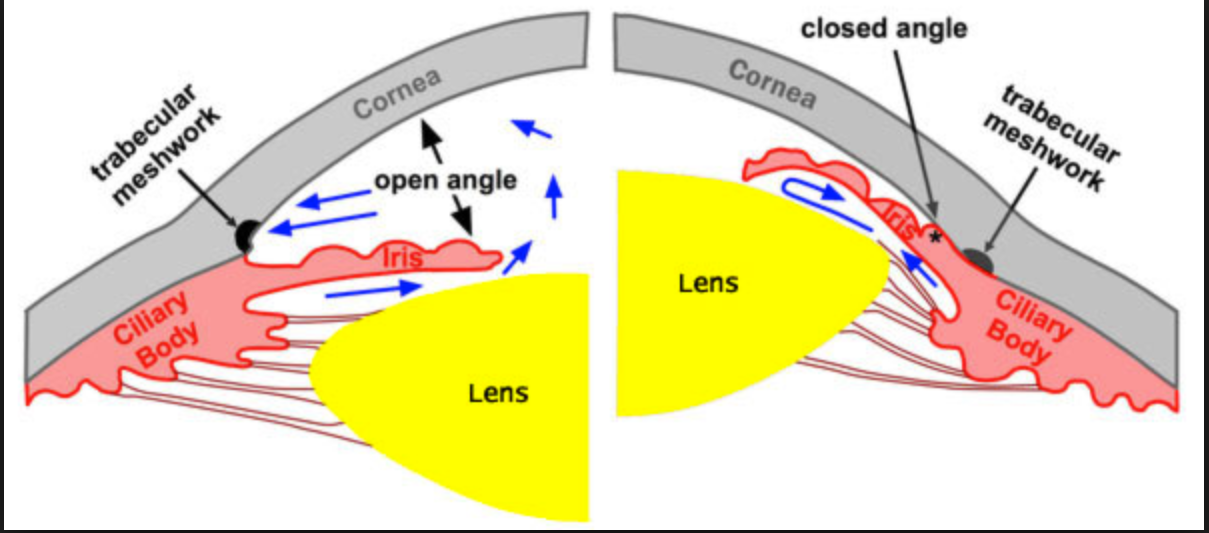 trabecular
meshwork
Cornea
open angle
Iris
Ciliary
Body
Lens
closed angle
Cornea
trabecular
meshwork
Iris
*
Lens
Ciliary
Body